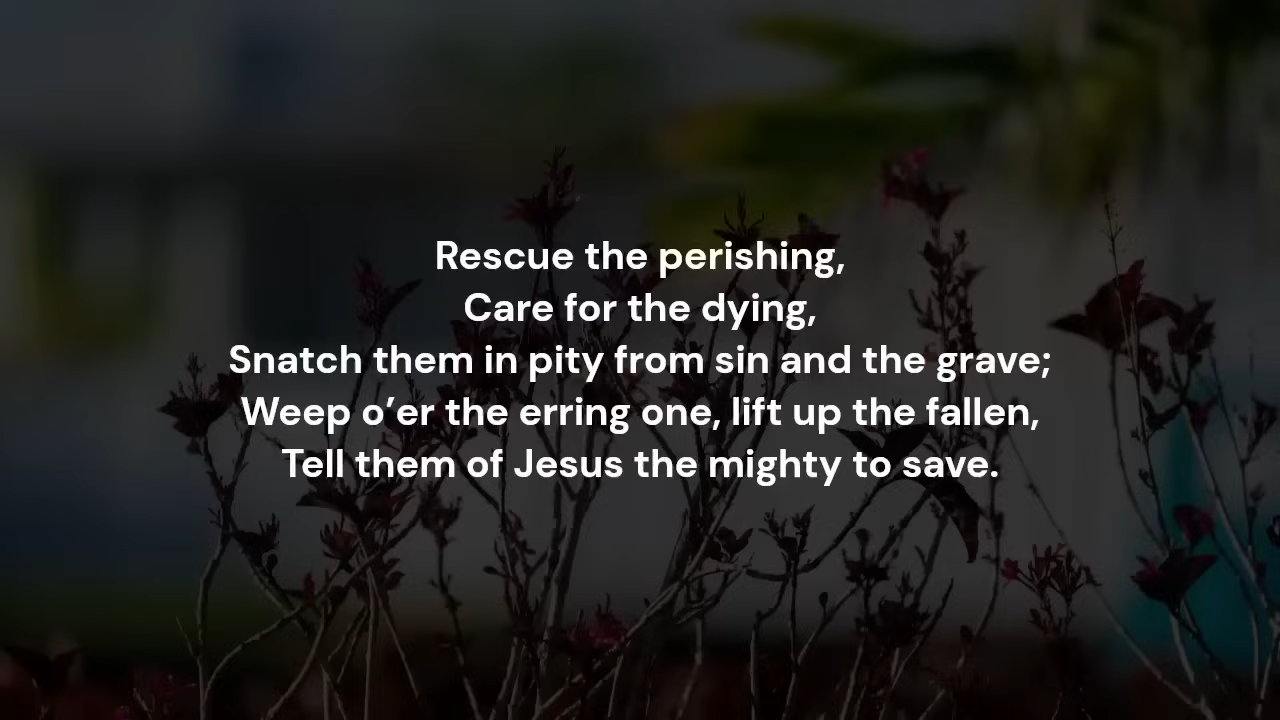 Rescue the perishing,
Care for the dying,
Snatch them in pity from sin and the grave;
Weep o’er the erring one, lift up the fallen,
Tell them of Jesus the mighty to save.